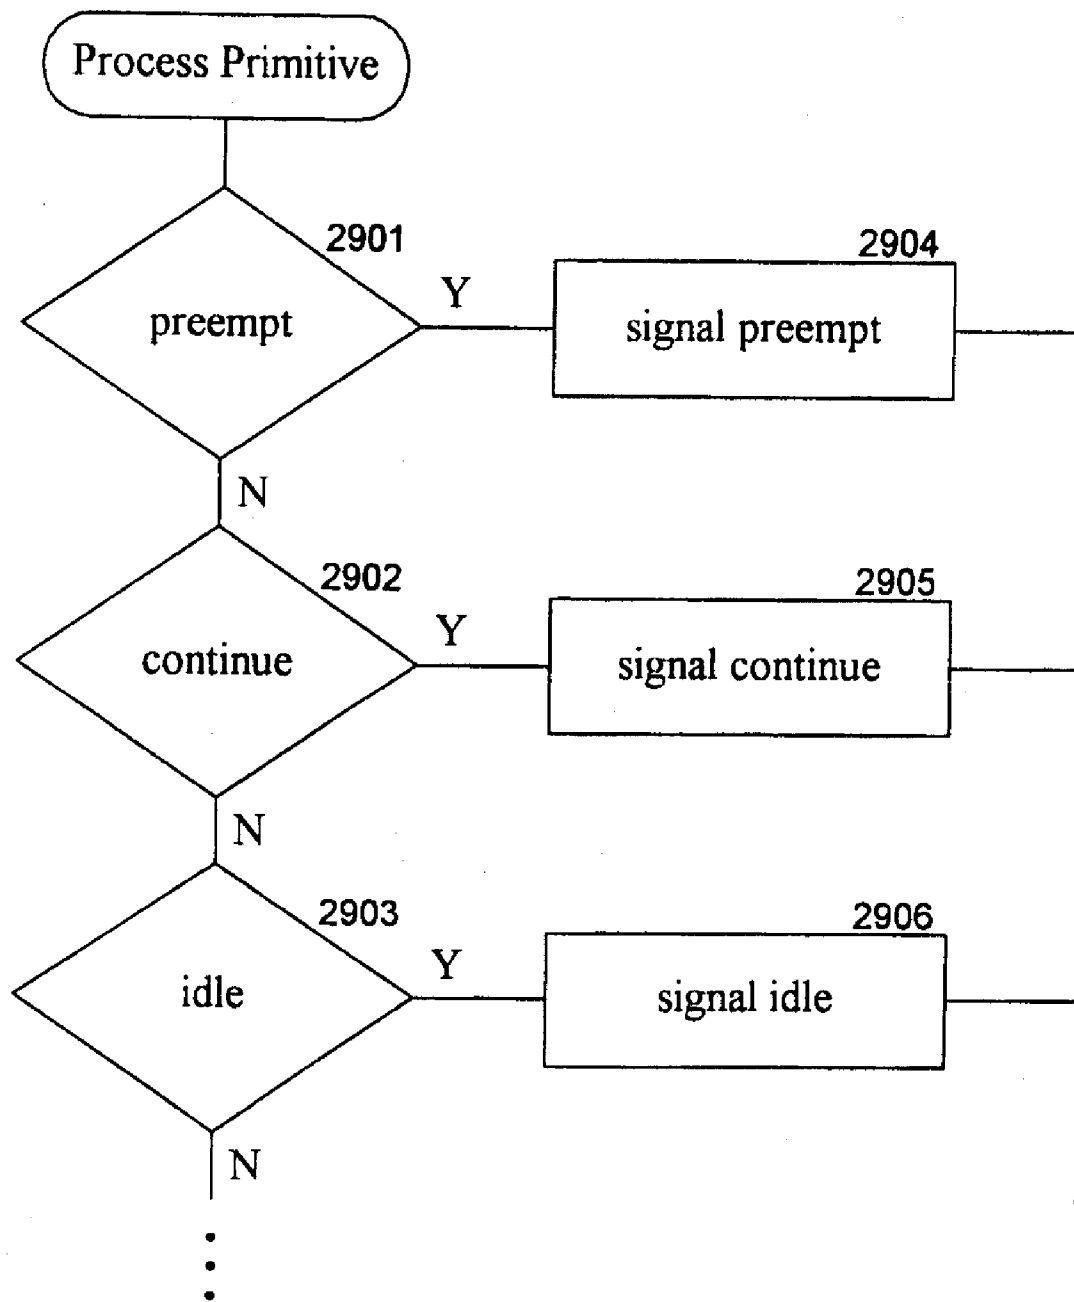 Process Primitive
2901
preempt
Y
2904
signal preempt
N
2902
continue
Y
2905
signal continue
N
2903
idle
Y
2906
signal idle
N